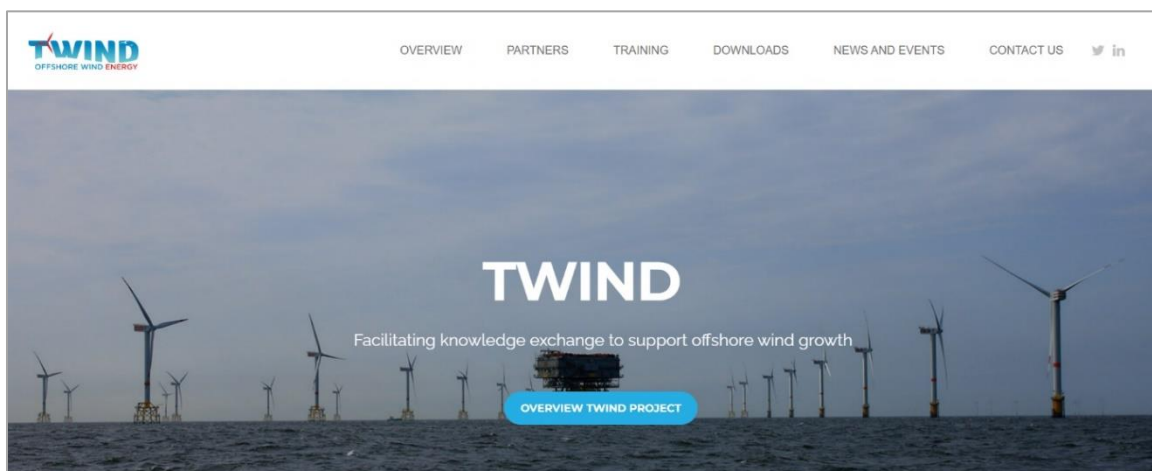 TWIND
OFFSHORE WIND ENERGY
OVERVIEW PARTNERS TRAINING DOWNLOADS NEWS AND EVENTS CONTACT US in
TWIND
Facilitating knowledge exchange to support offshore wind growth
OVERVIEW TWIND PROJECT